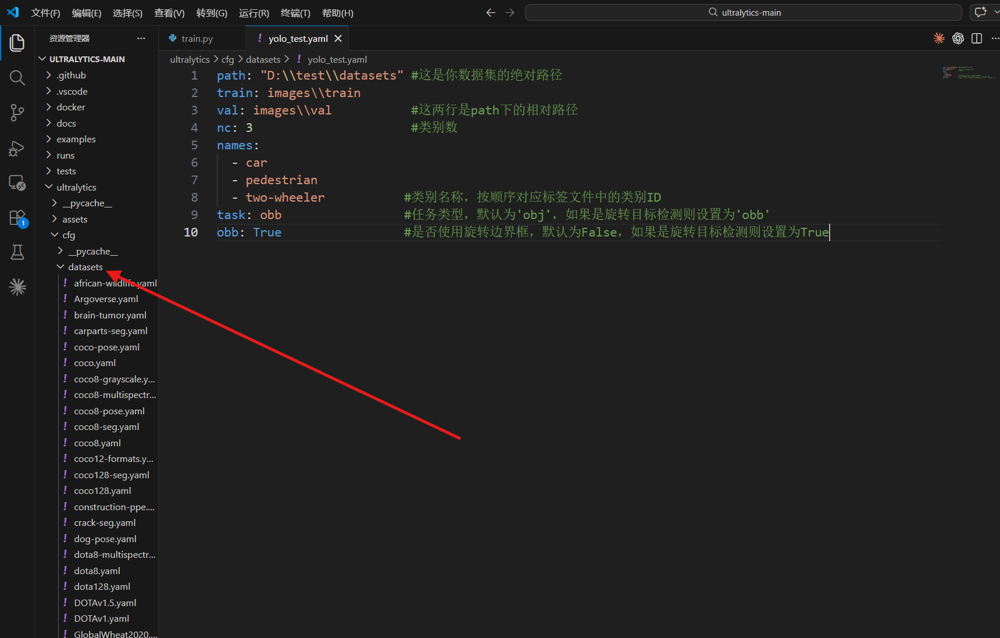 文件(F) 编辑(E) 选择(S) 查看(V) 转到(G) 运行(R) 终端(T) 帮助(H) ultralytics-main
资源管理器
train.py
yolo_test.yaml
ULTRALYTICS-MAIN
.github
.vscode
docker
docs
examples
runs
tests
ultralytics
__pycache__
assets
cfg
__pycache__
datasets
african-wildlife.yaml
Argoverse.yaml
brain-tumor.yaml
carparts-seg.yaml
coco-pose.yaml
coco.yaml
coco8-grayscale.y...
coco8-multispectr...
coco8-pose.yaml
coco8-seg.yaml
coco8.yaml
coco12-formats.y...
coco128-seg.yaml
coco128.yaml
construction-ppe....
crack-seg.yaml
dog-pose.yaml
dota8-multispectr...
dota8.yaml
dota128.yaml
DOTAv1.5.yaml
DOTAv1.yaml
GlobalWheat2020....
1
ultralytics > cfg > datasets > ! yolo_test.yaml
1 path: "D:\\test\\datasets" #这是你数据集的绝对路径
2 train: images\\train
3 val: images\\val #这两行是path下的相对路径
4 nc: 3 #类别数
5 names:
6 - car
7 - pedestrian
8 - two-wheeler #类别名称，按顺序对应标签文件中的类别ID
9 task: obb #任务类型，默认为'obj'，如果是旋转目标检测则设置为'obb'
10 obb: True #是否使用旋转边界框，默认为False，如果是旋转目标检测则设置为True